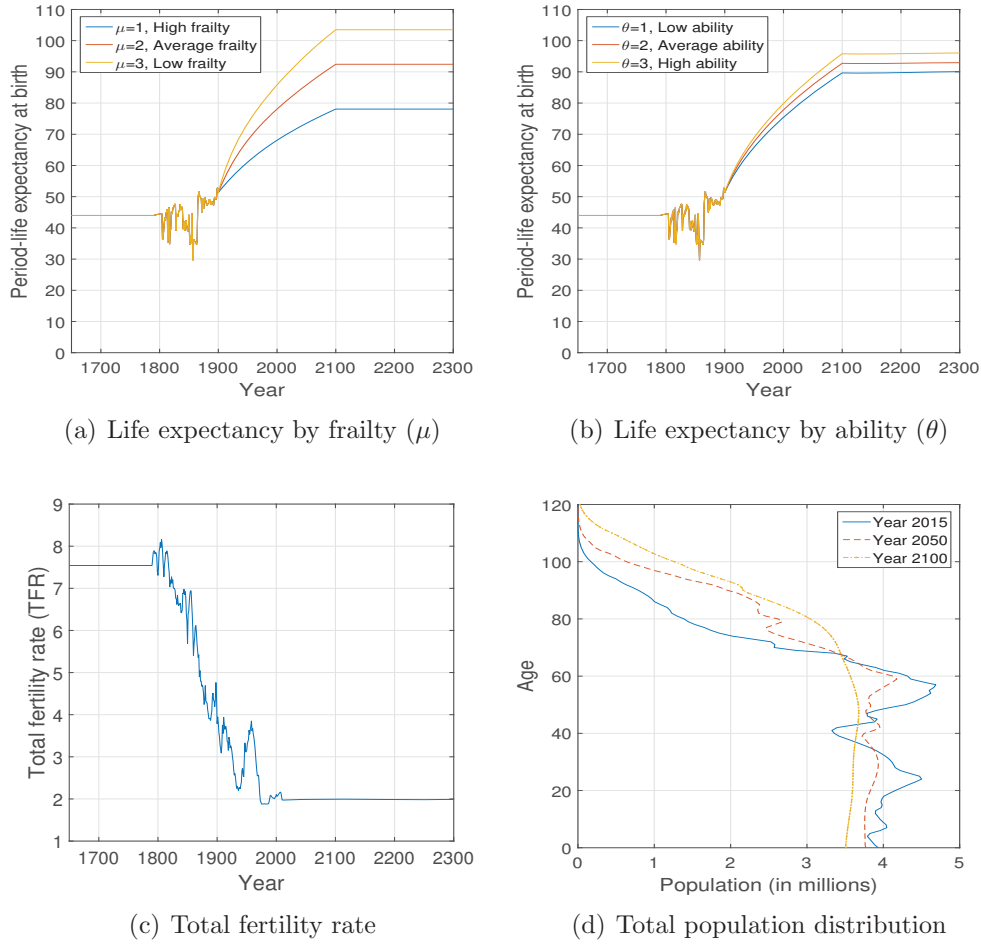 110
100
90
80
70
60
50
40
30
20
10
0
Period-life expectancy at birth
μ=1, High frailty
μ=2, Average frailty
μ=3, Low frailty
1700 1800 1900 2000 2100 2200 2300
Year
(a) Life expectancy by frailty (μ)
110
100
90
80
70
60
50
40
30
20
10
0
Period-life expectancy at birth
θ=1, Low ability
θ=2, Average ability
θ=3, High ability
1700 1800 1900 2000 2100 2200 2300
Year
(b) Life expectancy by ability (θ)
9
8
7
6
5
4
3
2
1
Total fertility rate (TFR)
1700 1800 1900 2000 2100 2200 2300
Year
(c) Total fertility rate
120
100
80
60
40
20
0
Age
Year 2015
Year 2050
Year 2100
0 1 2 3 4 5
Population (in millions)
(d) Total population distribution